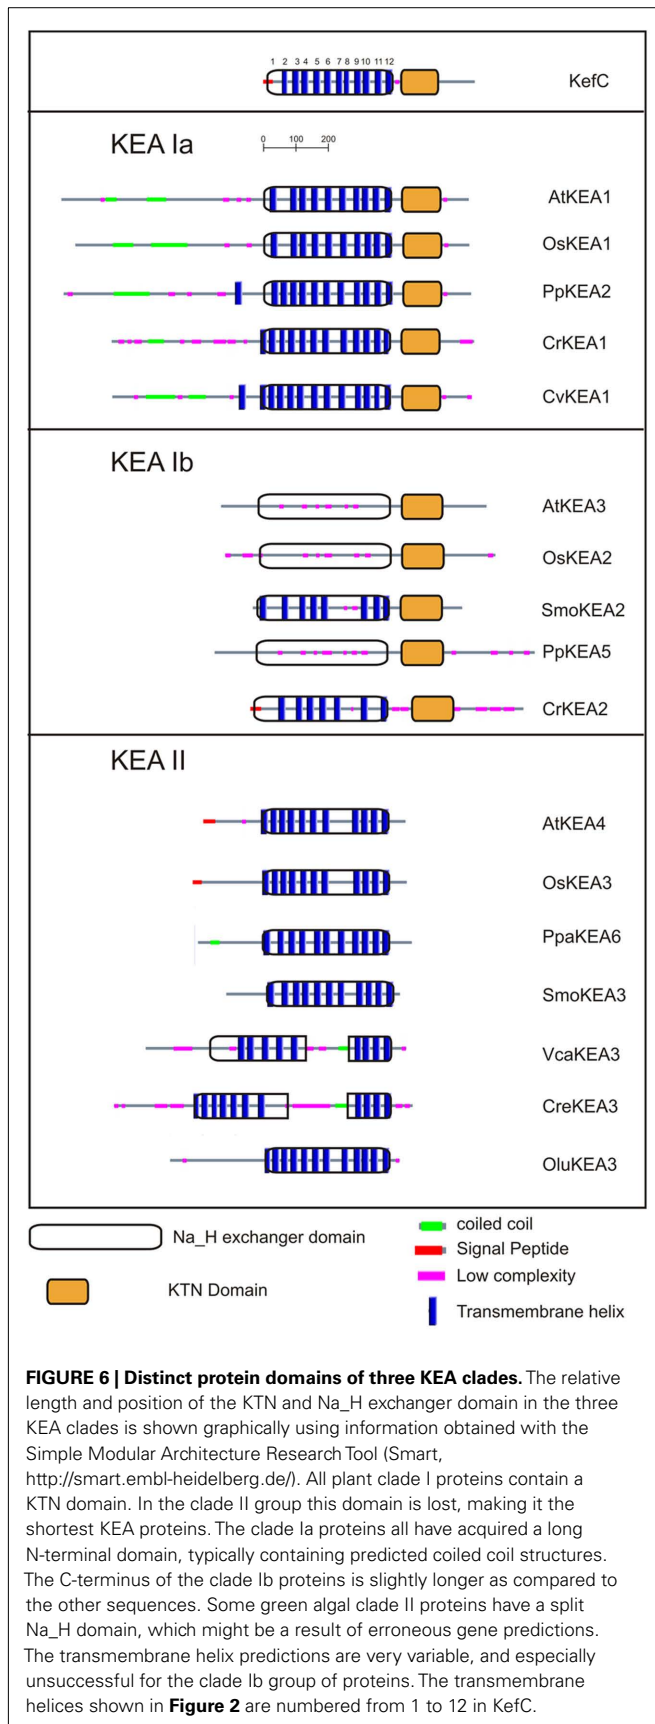 1 2 3 4 5 6 7 8 9 10 11 12
KefC
KEA Ia
0 100 200
AtKEA1
OsKEA1
PpKEA2
CrKEA1
CvKEA1
KEA Ib
AtKEA3
OsKEA2
SmoKEA2
PpKEA5
CrKEA2
KEA II
AtKEA4
OsKEA3
PpaKEA6
SmoKEA3
VcaKEA3
CreKEA3
OluKEA3
Na_H exchanger domain
KTN Domain
coiled coil
Signal Peptide
Low complexity
Transmembrane helix
FIGURE 6 | Distinct protein domains of three KEA clades. The relative
length and position of the KTN and Na_H exchanger domain in the three
KEA clades is shown graphically using information obtained with the
Simple Modular Architecture Research Tool (Smart,
http://smart.embl-heidelberg.de/). All plant clade I proteins contain a
KTN domain. In the clade II group this domain is lost, making it the
shortest KEA proteins. The clade Ia proteins all have acquired a long
N-terminal domain, typically containing predicted coiled coil structures.
The C-terminus of the clade Ib proteins is slightly longer as compared to
the other sequences. Some green algal clade II proteins have a split
Na_H domain, which might be a result of erroneous gene predictions.
The transmembrane helix predictions are very variable, and especially
unsuccessful for the clade Ib group of proteins. The transmembrane
helices shown in Figure 2 are numbered from 1 to 12 in KefC.